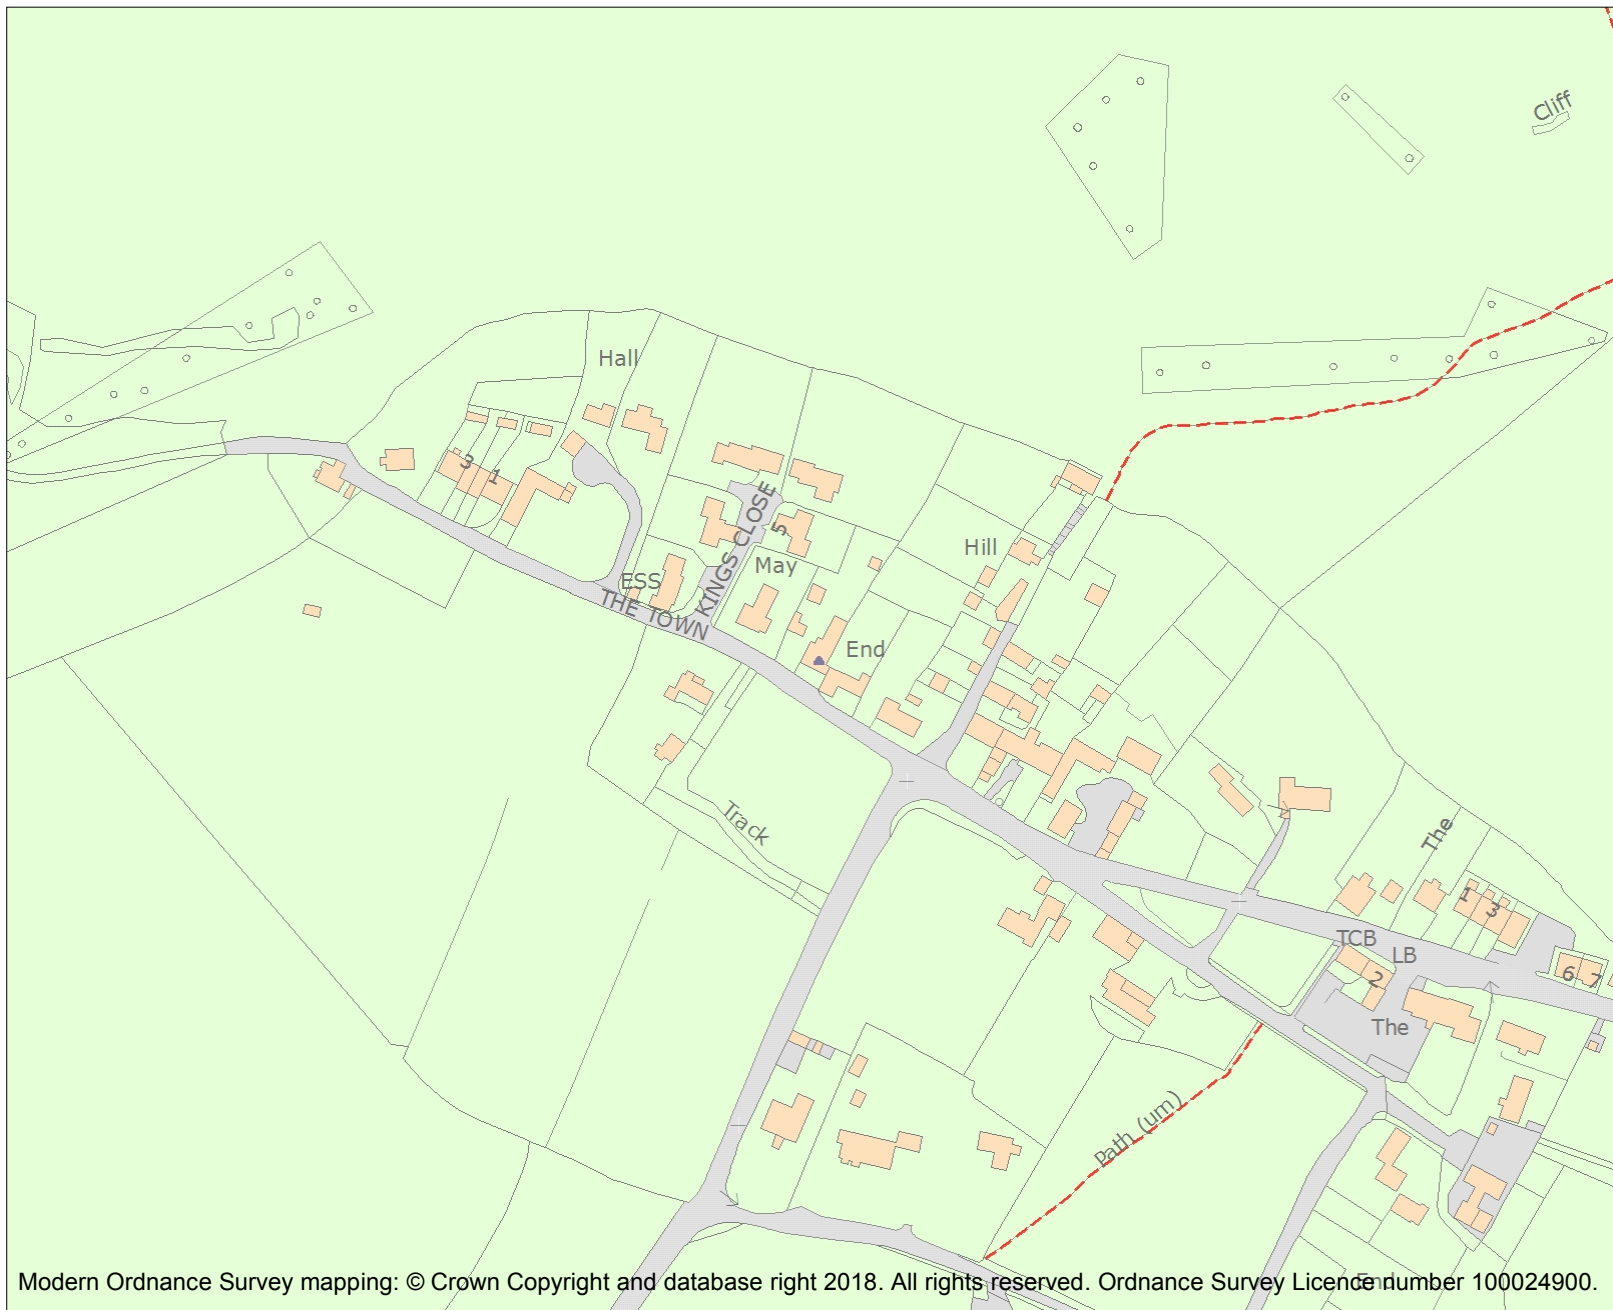 Cliff
Hall
3
1
KINGS CLOSE
5
Hill
May
ESS
THE TOWN
End
Track
The
1
3
TCB
LB
2
6
7
The
Path (um)
End
Modern Ordnance Survey mapping: © Crown Copyright and database right 2018. All rights reserved. Ordnance Survey Licence number 100024900.